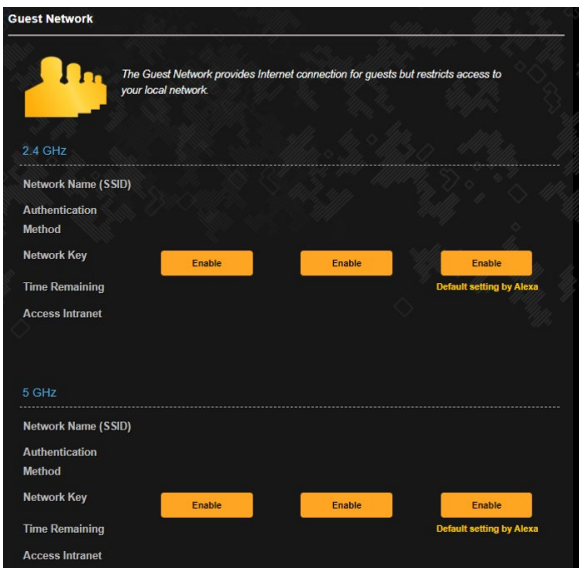 Guest Network
The Guest Network provides Internet connection for guests but restricts access to
your local network.
2.4 GHz
Network Name (SSID)
Authentication
Method
Network Key
Enable Enable Enable
Time Remaining
Default setting by Alexa
Access Intranet
5 GHz
Network Name (SSID)
Authentication
Method
Network Key
Enable Enable Enable
Time Remaining
Default setting by Alexa
Access Intranet